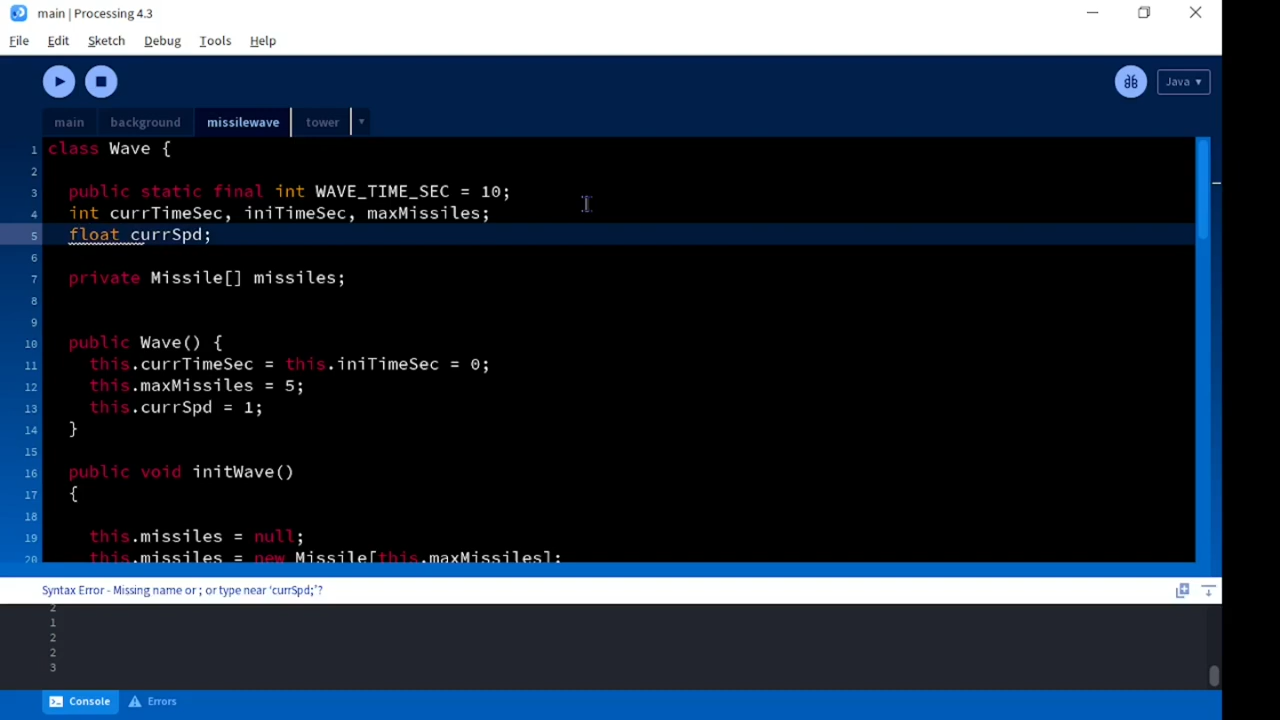 main | Processing 4.3
File Edit Sketch Debug Tools Help
Java ▾
main background missilewave tower ▾
1 class Wave {
2
3 public static final int WAVE_TIME_SEC = 10;
4 int currTimeSec, iniTimeSec, maxMissiles;
5 float currSpd;
6
7 private Missile[] missiles;
8
9
10 public Wave() {
11 this.currTimeSec = this.iniTimeSec = 0;
12 this.maxMissiles = 5;
13 this.currSpd = 1;
14 }
15
16 public void initWave()
17 {
18
19 this.missiles = null;
20 this.missiles = new Missile[this.maxMissiles];
Syntax Error - Missing name or ; or type near ‘currSpd;’?
2
1
2
2
3
Console Errors